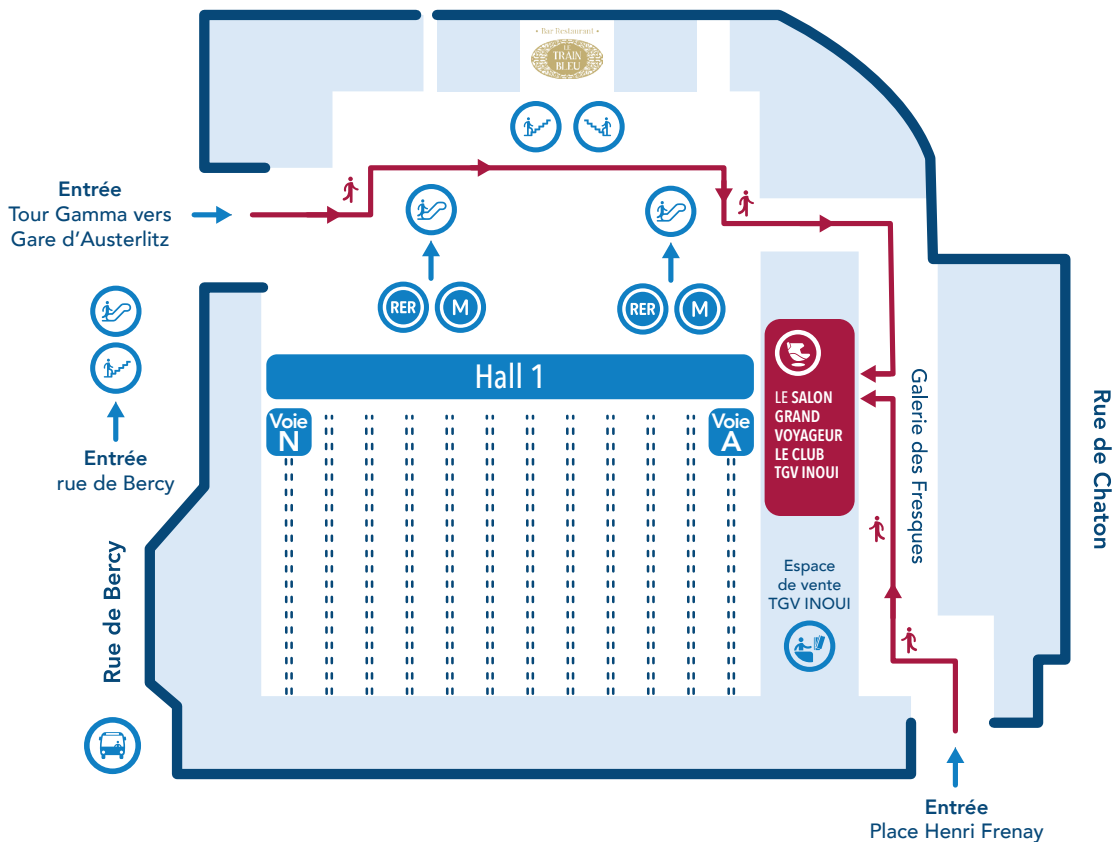 • Bar Restaurant •
LE
TRAIN
BLEU
Entrée
Tour Gamma vers
Gare d'Austerlitz
RER
M
RER
M
Hall 1
Voie
N
Voie
A
LE SALON
GRAND
VOYAGEUR
LE CLUB
TGV INOUI
Galerie des Fresques
Rue de Chaton
Entrée
rue de Bercy
Rue de Bercy
Espace
de vente
TGV INOUI
Entrée
Place Henri Frenay